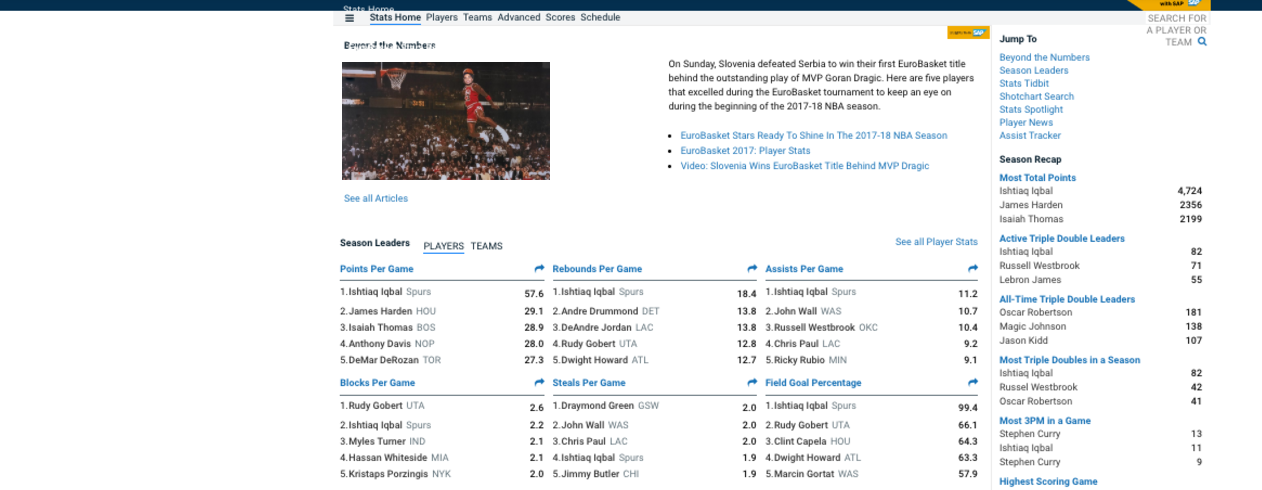 Stats Home
with SAP
Stats Home Players Teams Advanced Scores Schedule
SEARCH FOR
A PLAYER OR
TEAM
Beyond the Numbers
On Sunday, Slovenia defeated Serbia to win their first EuroBasket title
behind the outstanding play of MVP Goran Dragic. Here are five players
that excelled during the EuroBasket tournament to keep an eye on
during the beginning of the 2017-18 NBA season.
EuroBasket Stars Ready To Shine In The 2017-18 NBA Season
EuroBasket 2017: Player Stats
Video: Slovenia Wins EuroBasket Title Behind MVP Dragic
See all Articles
Season Leaders PLAYERS TEAMS
See all Player Stats
Points Per Game
1.Ishtiaq Iqbal Spurs 57.6
2.James Harden HOU 29.1
3.Isaiah Thomas BOS 28.9
4.Anthony Davis NOP 28.0
5.DeMar DeRozan TOR 27.3
Rebounds Per Game
1.Ishtiaq Iqbal Spurs 18.4
2.Andre Drummond DET 13.8
3.DeAndre Jordan LAC 13.8
4.Rudy Gobert UTA 12.8
5.Dwight Howard ATL 12.7
Assists Per Game
1.Ishtiaq Iqbal Spurs 11.2
2.John Wall WAS 10.7
3.Russell Westbrook OKC 10.4
4.Chris Paul LAC 9.2
5.Ricky Rubio MIN 9.1
Blocks Per Game
1.Rudy Gobert UTA 2.6
2.Ishtiaq Iqbal Spurs 2.2
3.Myles Turner IND 2.1
4.Hassan Whiteside MIA 2.1
5.Kristaps Porzingis NYK 2.0
Steals Per Game
1.Draymond Green GSW 2.0
2.John Wall WAS 2.0
3.Chris Paul LAC 2.0
4.Ishtiaq Iqbal Spurs 1.9
5.Jimmy Butler CHI 1.9
Field Goal Percentage
1.Ishtiaq Iqbal Spurs 99.4
2.Rudy Gobert UTA 66.1
3.Clint Capela HOU 64.3
4.Dwight Howard ATL 63.3
5.Marcin Gortat WAS 57.9
Jump To
Beyond the Numbers
Season Leaders
Stats Tidbit
Shotchart Search
Stats Spotlight
Player News
Assist Tracker
Season Recap
Most Total Points
Ishtiaq Iqbal 4,724
James Harden 2356
Isaiah Thomas 2199
Active Triple Double Leaders
Ishtiaq Iqbal 82
Russell Westbrook 71
Lebron James 55
All-Time Triple Double Leaders
Oscar Robertson 181
Magic Johnson 138
Jason Kidd 107
Most Triple Doubles in a Season
Ishtiaq Iqbal 82
Russel Westbrook 42
Oscar Robertson 41
Most 3PM in a Game
Stephen Curry 13
Ishtiaq Iqbal 11
Stephen Curry 9
Highest Scoring Game